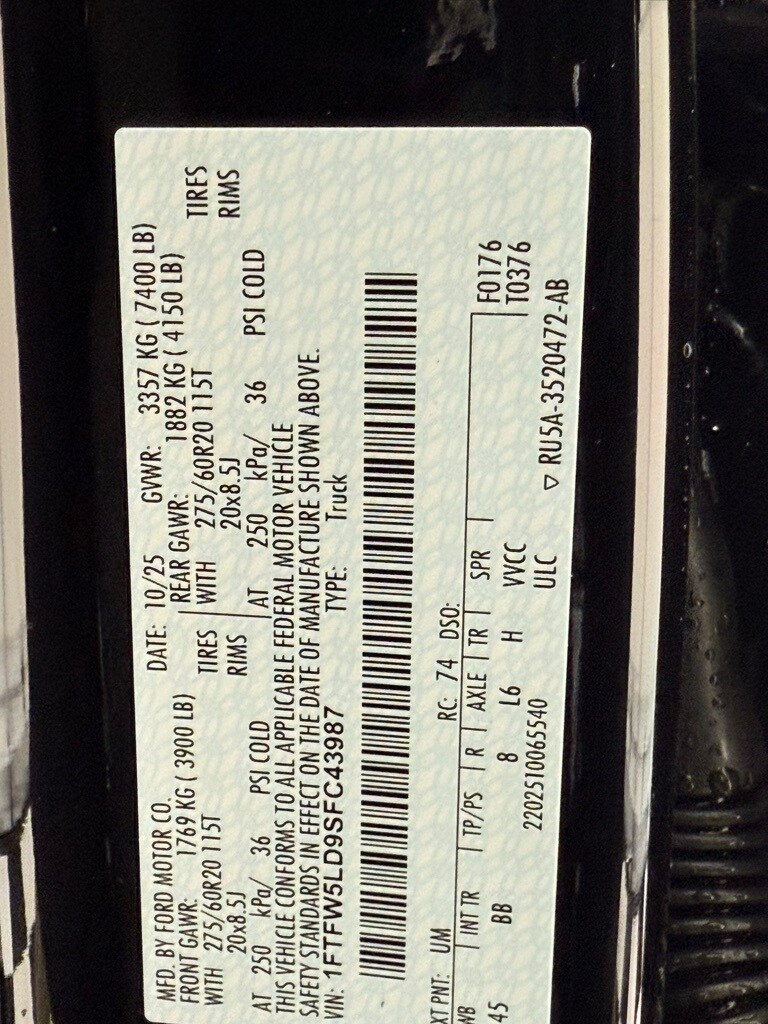 MFD. BY FORD MOTOR CO.
DATE: 10/25 GVWR: 3357 KG ( 7400 LB)
FRONT GAWR: 1769 KG ( 3900 LB)
REAR GAWR: 1882 KG ( 4150 LB)
WITH 275/60R20 115T TIRES
WITH 275/60R20 115T TIRES
20x8.5J RIMS
20x8.5J RIMS
AT 250 kPa/ 36 PSI COLD
AT 250 kPa/ 36 PSI COLD
THIS VEHICLE CONFORMS TO ALL APPLICABLE FEDERAL MOTOR VEHICLE
SAFETY STANDARDS IN EFFECT ON THE DATE OF MANUFACTURE SHOWN ABOVE.
VIN: 1FTFW5LD9SFC43987 TYPE: Truck
XT PNT: UM RC: 74 DSO:
WB INT TR TP/PS R AXLE TR SPR F0176
T0376
45 BB 8 L6 H VVCC
2202510065540 ULC
▽ RU5A-3520472-AB